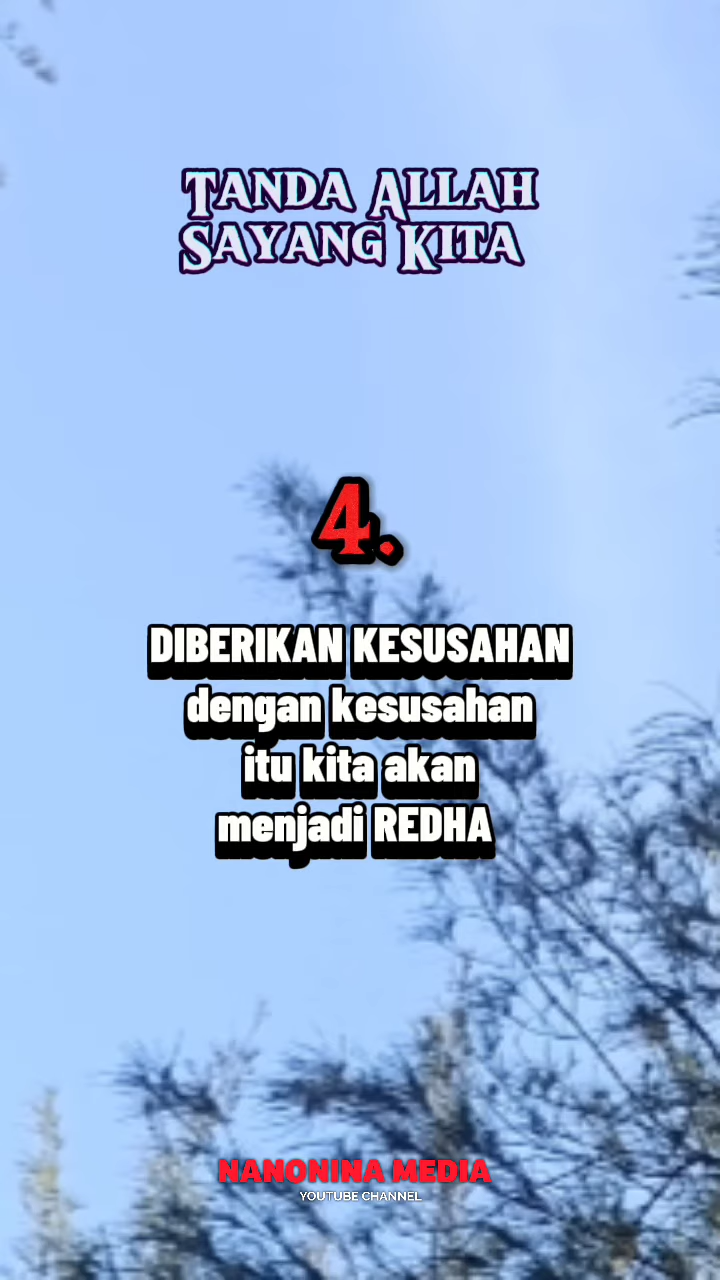 TANDA ALLAH
SAYANG KITA
4.
DIBERIKAN KESUSAHAN
dengan kesusahan
itu kita akan
menjadi REDHA
NANONINA MEDIA
YOUTUBE CHANNEL